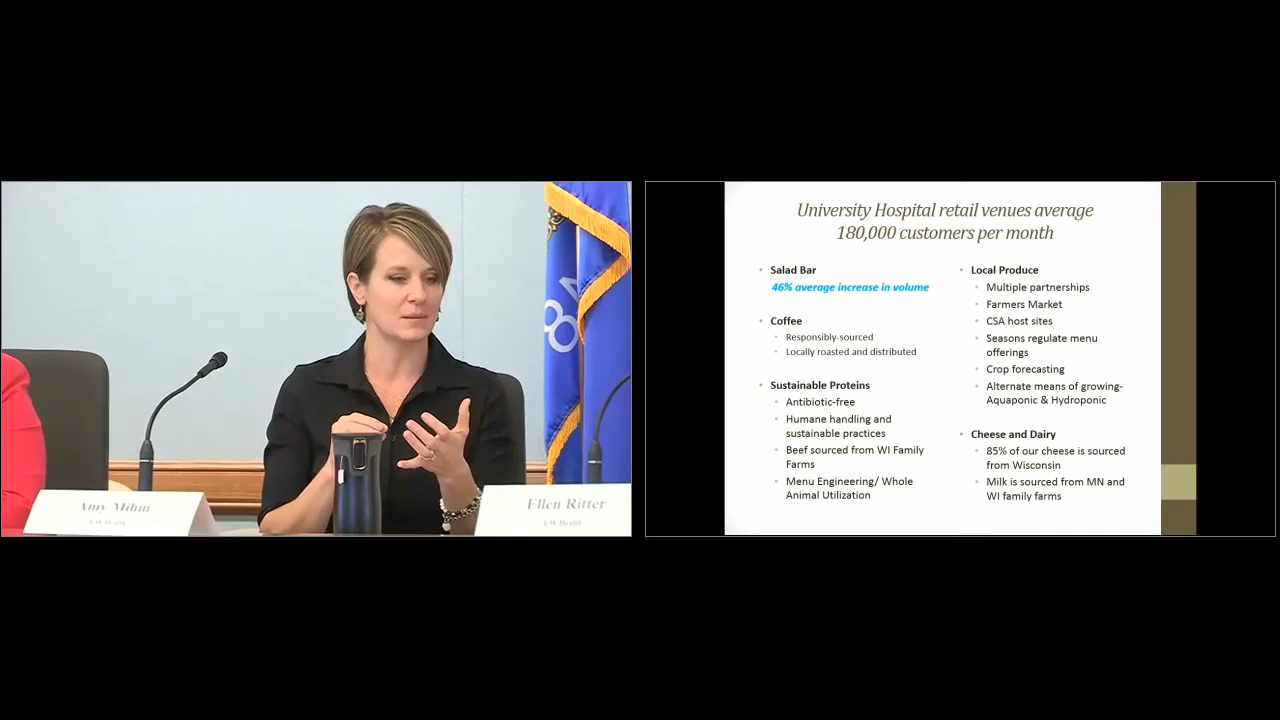 84
Amy Mihm
UW Health
Ellen Ritter
UW Health
University Hospital retail venues average
180,000 customers per month
Salad Bar
46% average increase in volume
Coffee
Responsibly-sourced
Locally roasted and distributed
Sustainable Proteins
Antibiotic-free
Humane handling and
sustainable practices
Beef sourced from WI Family
Farms
Menu Engineering/ Whole
Animal Utilization
Local Produce
Multiple partnerships
Farmers Market
CSA host sites
Seasons regulate menu
offerings
Crop forecasting
Alternate means of growing-
Aquaponic & Hydroponic
Cheese and Dairy
85% of our cheese is sourced
from Wisconsin
Milk is sourced from MN and
WI family farms